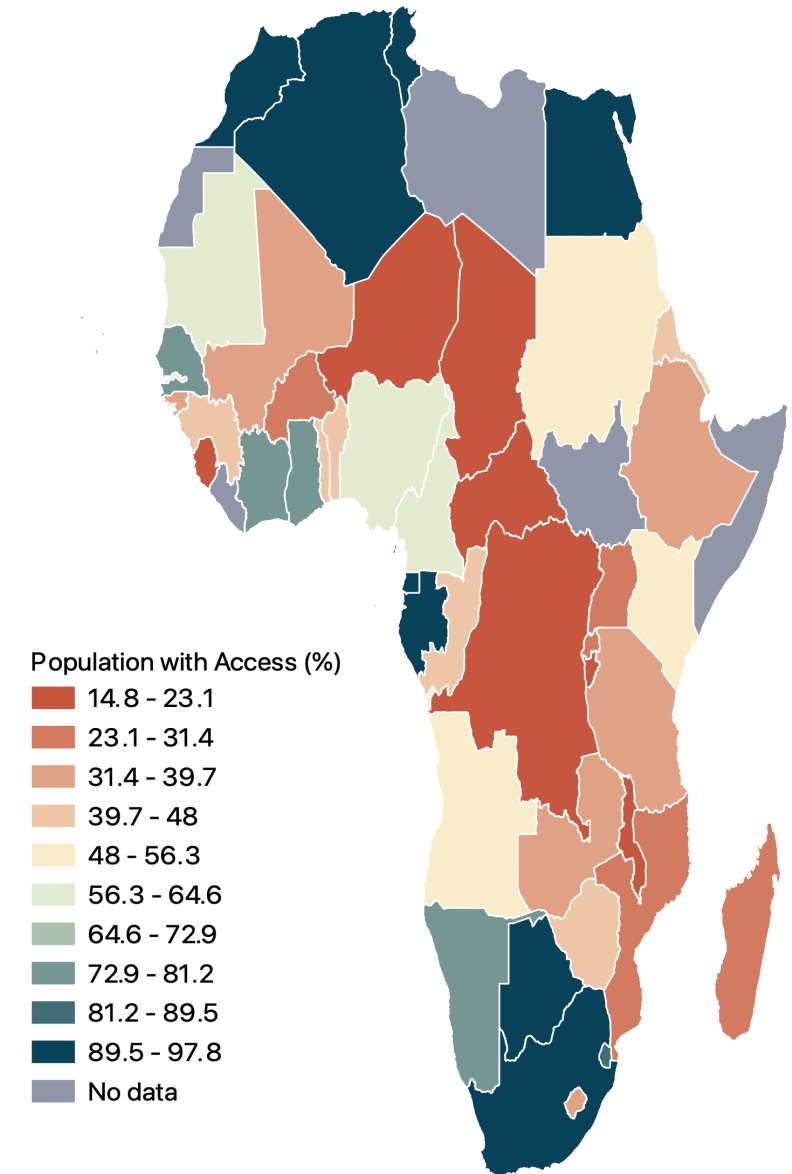 Population with Access (%)
14.8 - 23.1
23.1 - 31.4
31.4 - 39.7
39.7 - 48
48 - 56.3
56.3 - 64.6
64.6 - 72.9
72.9 - 81.2
81.2 - 89.5
89.5 - 97.8
No data